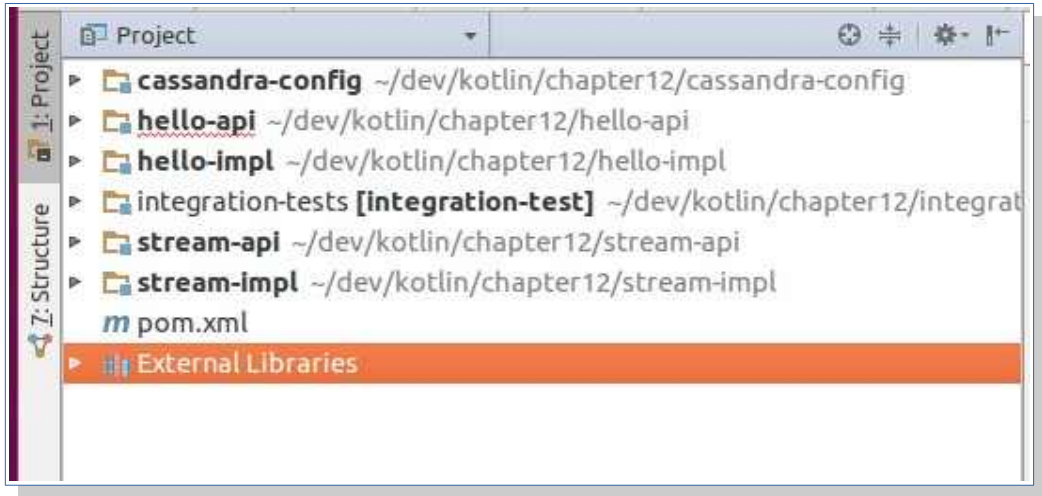 1: Project
Z: Structure
Project
cassandra-config ~/dev/kotlin/chapter12/cassandra-config
hello-api ~/dev/kotlin/chapter12/hello-api
hello-impl ~/dev/kotlin/chapter12/hello-impl
integration-tests [integration-test] ~/dev/kotlin/chapter12/integrat
stream-api ~/dev/kotlin/chapter12/stream-api
stream-impl ~/dev/kotlin/chapter12/stream-impl
m pom.xml
External Libraries